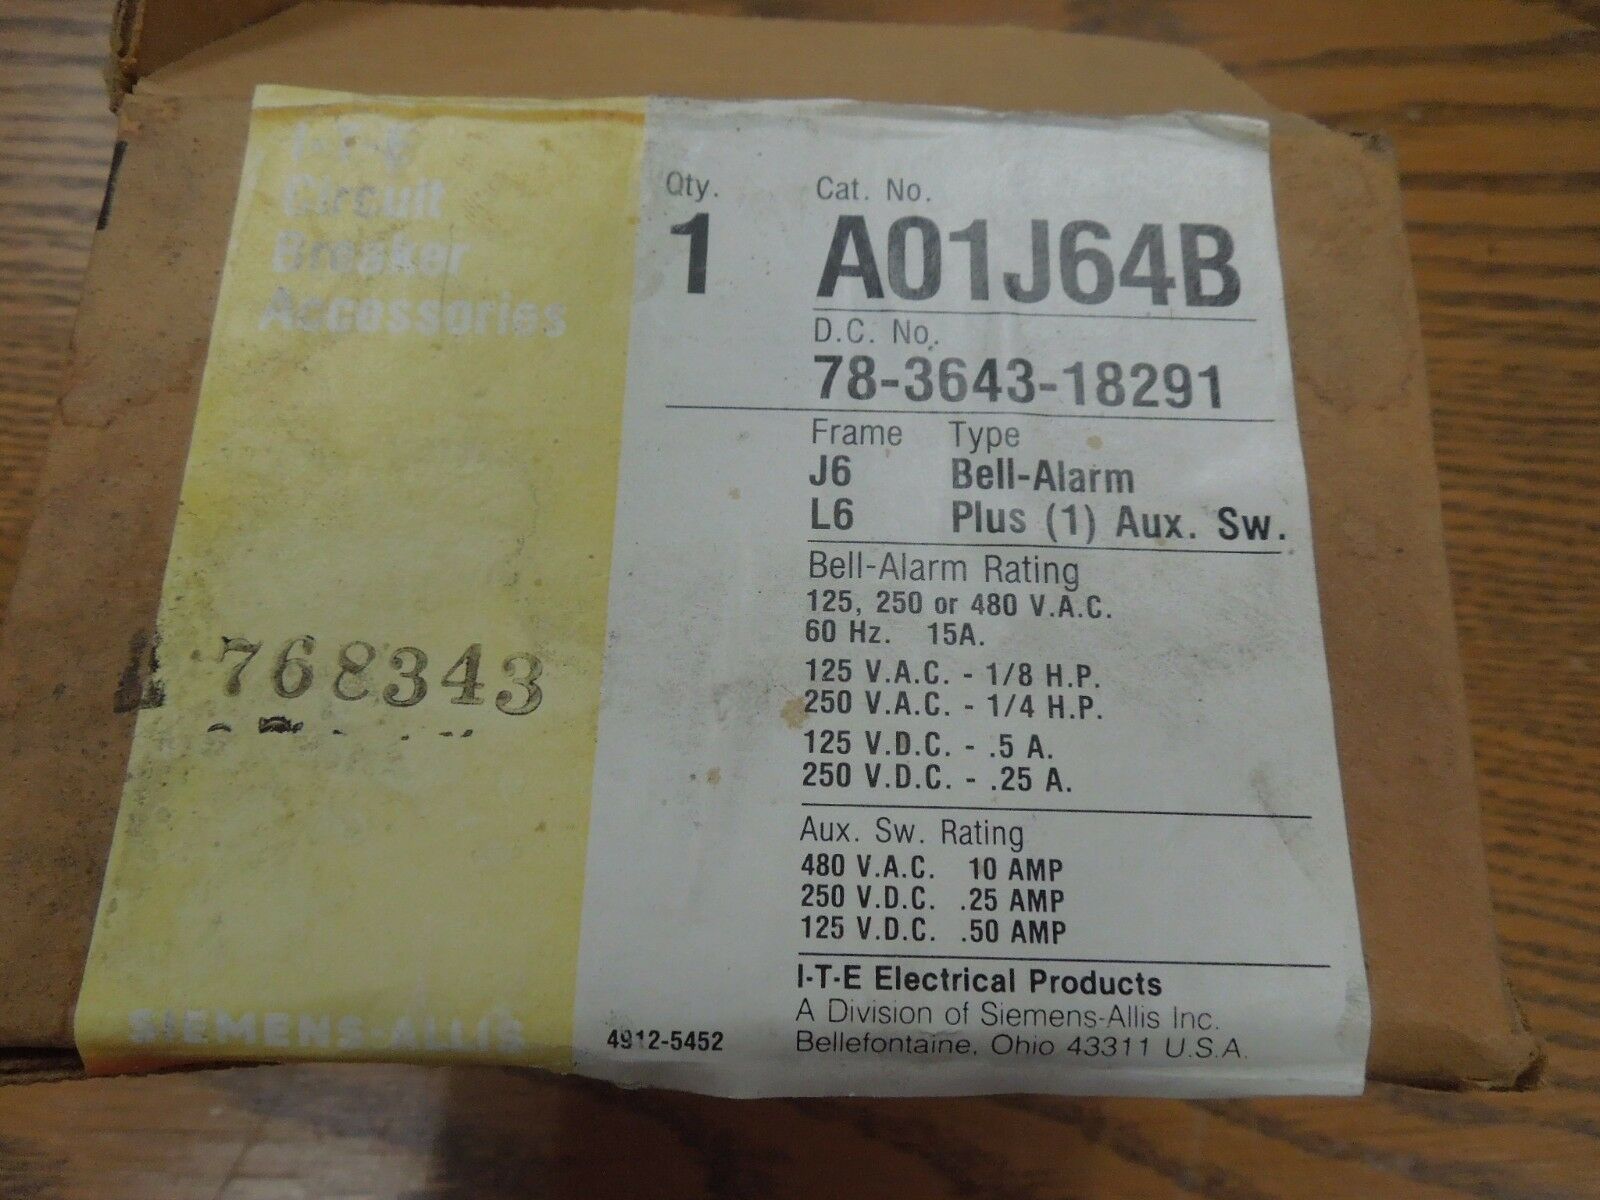 I-T-E
Circuit
Breaker
Accessories
768343
SIEMENS-ALLIS
Qty.
1
Cat. No.
A01J64B
D.C. No.
78-3643-18291
Frame Type
J6 Bell-Alarm
L6 Plus (1) Aux. Sw.
Bell-Alarm Rating
125, 250 or 480 V.A.C.
60 Hz. 15A.
125 V.A.C. - 1/8 H.P.
250 V.A.C. - 1/4 H.P.
125 V.D.C. - .5 A.
250 V.D.C. - .25 A.
Aux. Sw. Rating
480 V.A.C. 10 AMP
250 V.D.C. .25 AMP
125 V.D.C. .50 AMP
I-T-E Electrical Products
A Division of Siemens-Allis Inc.
Bellefontaine, Ohio 43311 U.S.A.
4912-5452